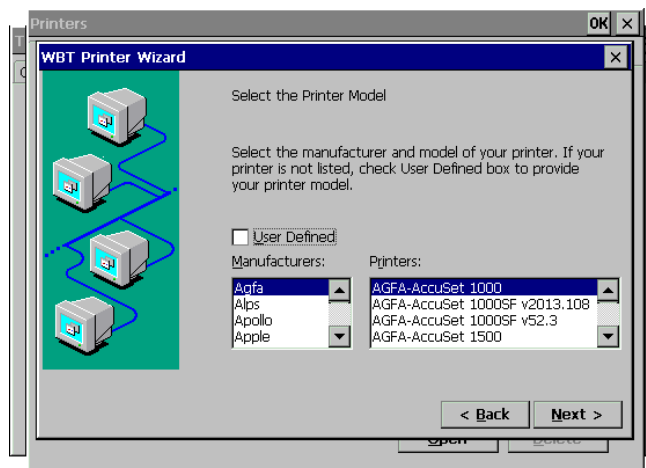 Printers OK
WBT Printer Wizard
Select the Printer Model
Select the manufacturer and model of your printer. If your
printer is not listed, check User Defined box to provide
your printer model.
User Defined
Manufacturers: Printers:
Agfa AGFA-AccuSet 1000
Alps AGFA-AccuSet 1000SF v2013.108
Apollo AGFA-AccuSet 1000SF v52.3
Apple AGFA-AccuSet 1500
< Back Next >
Open Delete